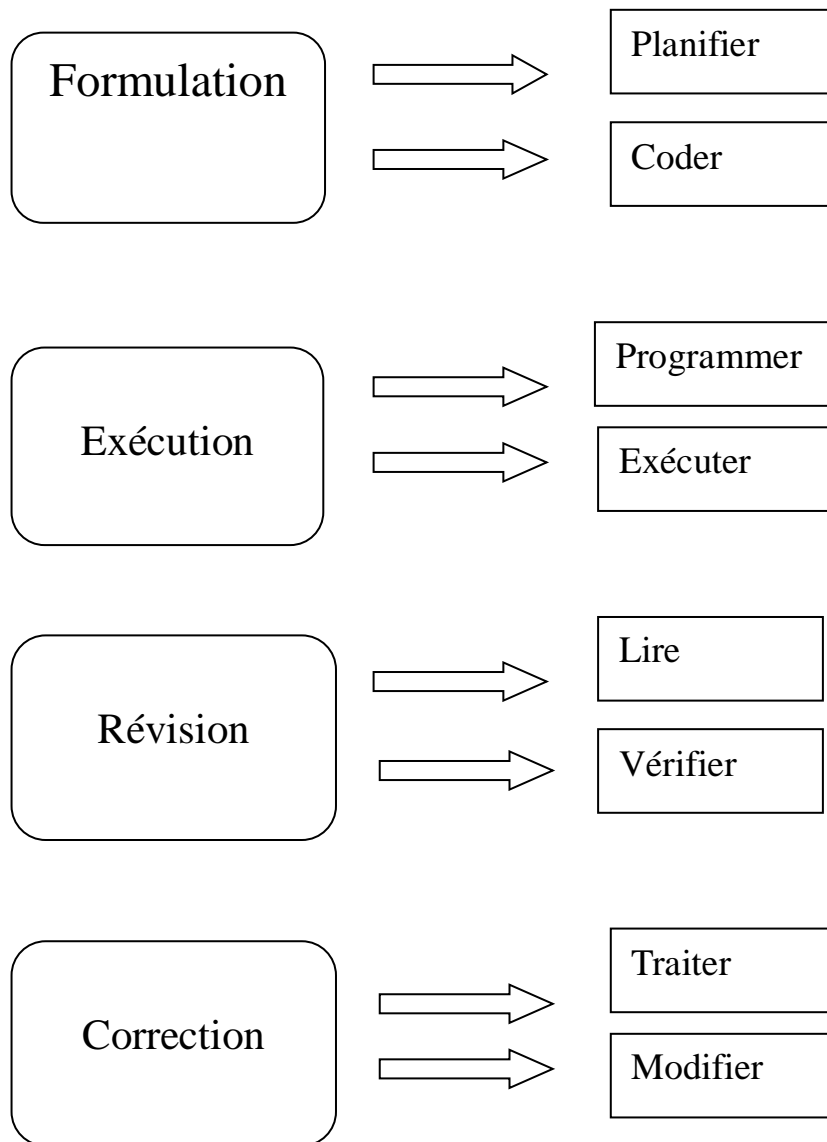 Formulation
Planifier
Coder
Exécution
Programmer
Exécuter
Révision
Lire
Vérifier
Correction
Traiter
Modifier